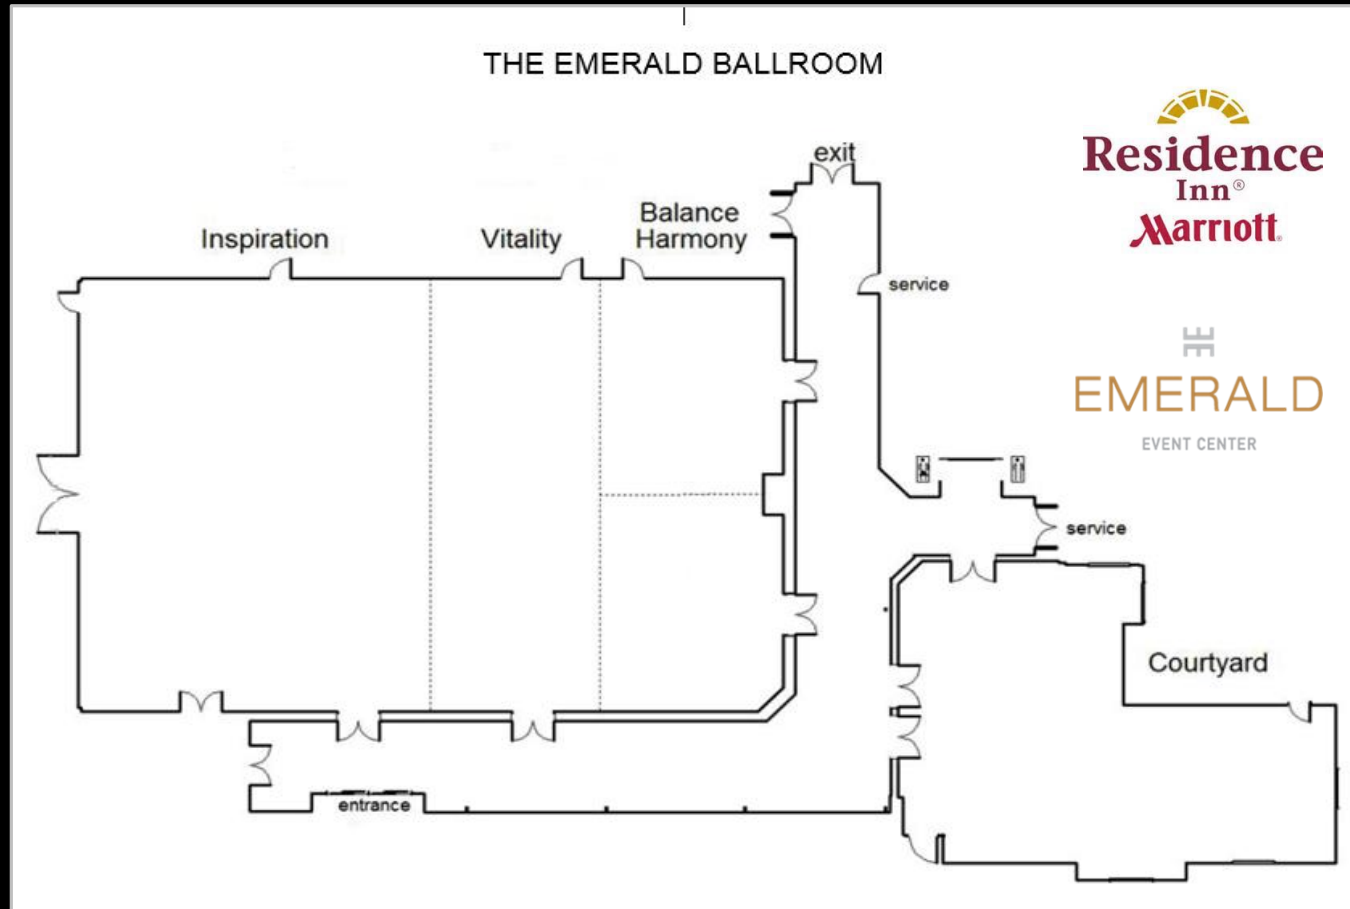 THE EMERALD BALLROOM
Residence
Inn®
Marriott.
exit
Balance
Harmony
Inspiration
Vitality
service
EMERALD
EVENT CENTER
service
Courtyard
entrance